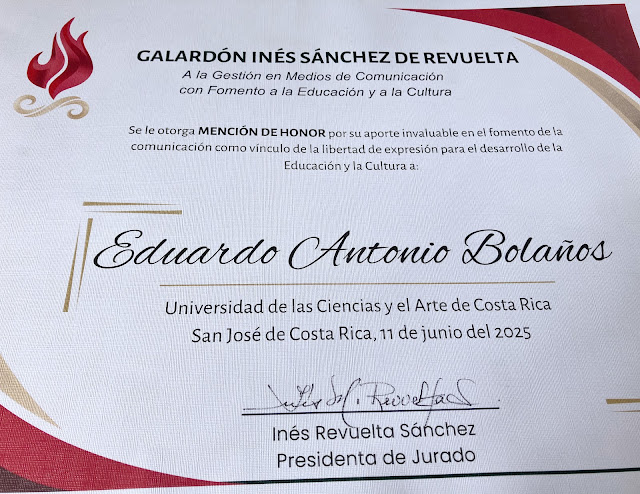 GALARDÓN INÉS SÁNCHEZ DE REVUELTA
A la Gestión en Medios de Comunicación
con Fomento a la Educación y a la Cultura
Se le otorga MENCIÓN DE HONOR por su aporte invaluable en el fomento de la
comunicación como vínculo de la libertad de expresión para el desarrollo de la
Educación y la Cultura a:
Eduardo Antonio Bolaños
Universidad de las Ciencias y el Arte de Costa Rica
San José de Costa Rica, 11 de junio del 2025
Inés Revuelta Sánchez
Presidenta de Jurado